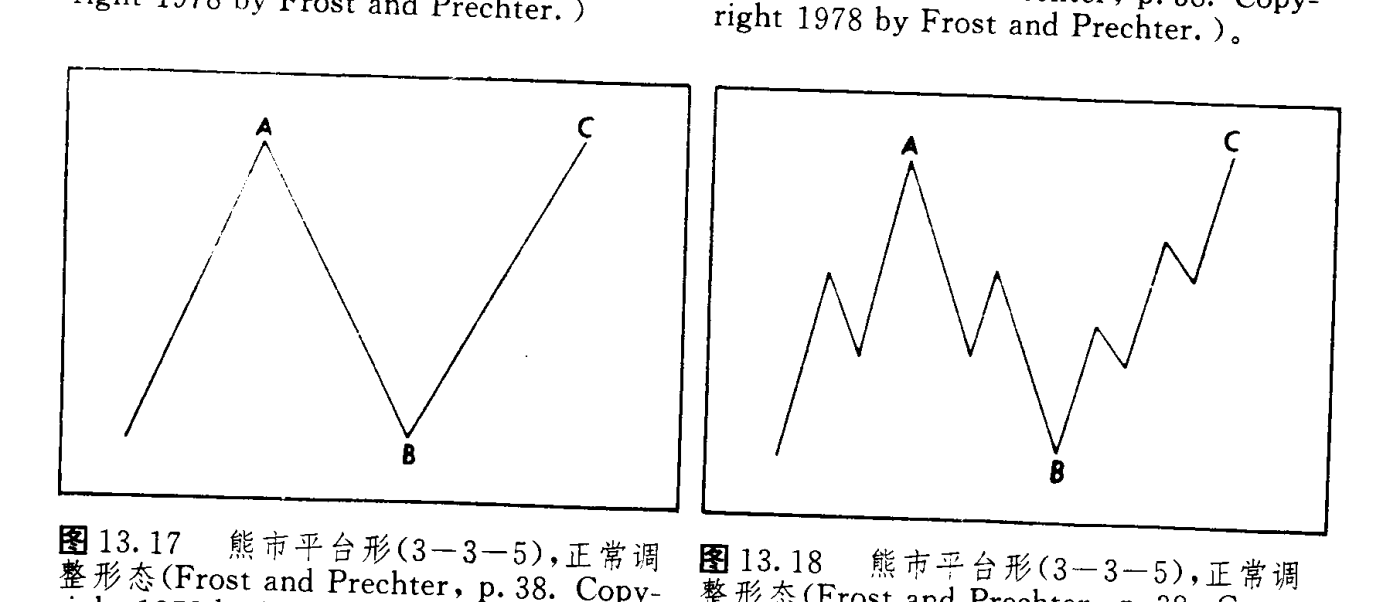 right 1978 by Frost and Prechter. )
p. 38. Copy-
right 1978 by Frost and Prechter. )。
A
C
B
A
C
B
图 13.17 熊市平台形(3-3-5),正常调
整形态(Frost and Prechter, p. 38. Copy-
图 13.18 熊市平台形(3-3-5),正常调
整形态(Frost and Prechter, p. 38.